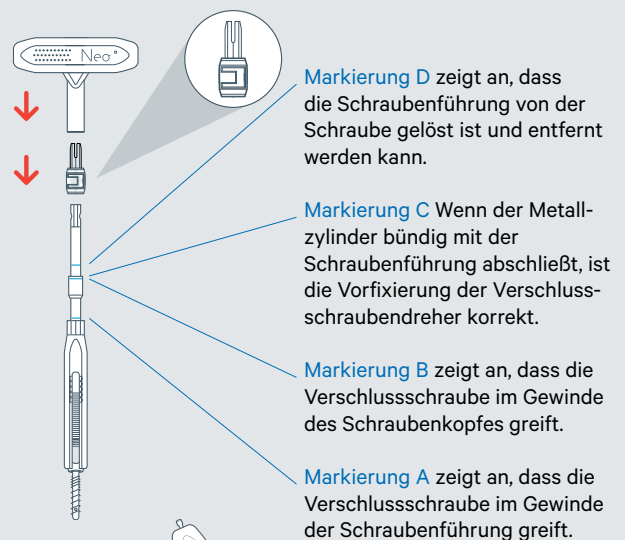 Neo
Markierung D zeigt an, dass
die Schraubenführung von der
Schraube gelöst ist und entfernt
werden kann.
Markierung C Wenn der Metall-
zylinder bündig mit der
Schraubenführung abschließt, ist
die Vorfixierung der Verschluss-
schraubendreher korrekt.
Markierung B zeigt an, dass die
Verschlussschraube im Gewinde
des Schraubenkopfes greift.
Markierung A zeigt an, dass die
Verschlussschraube im Gewinde
der Schraubenführung greift.